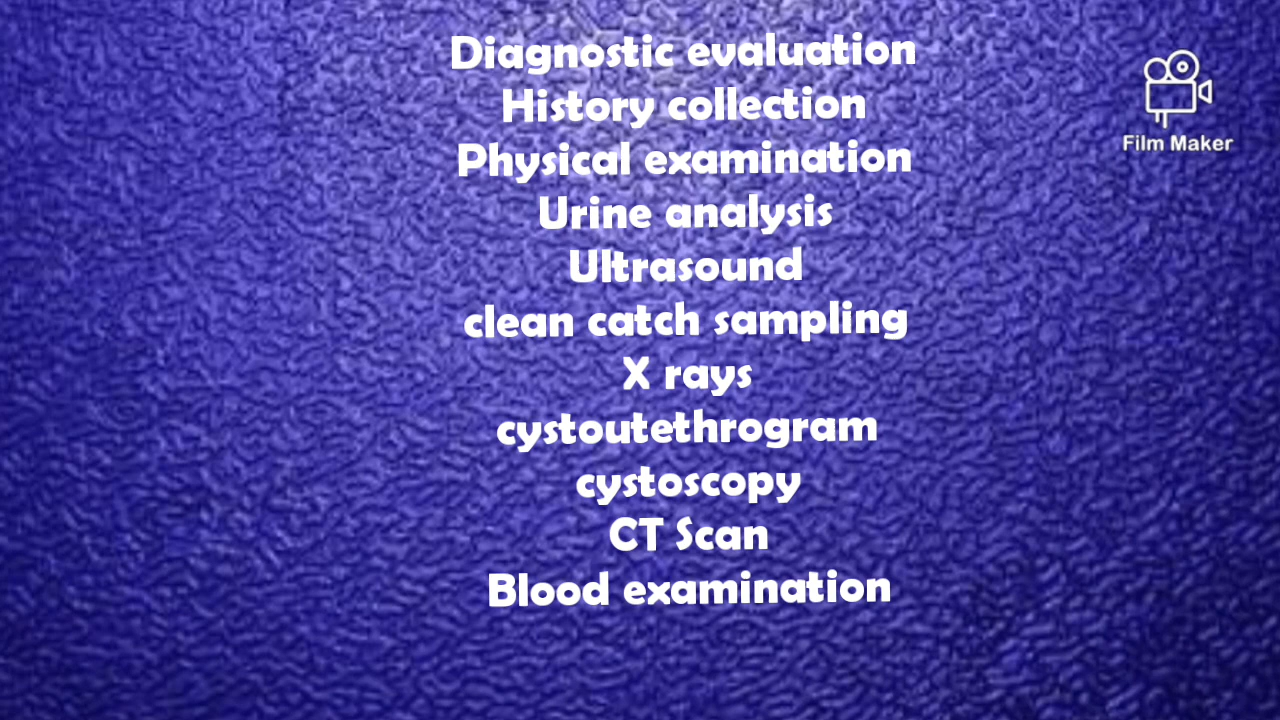 Diagnostic evaluation
History collection
Physical examination
Urine analysis
Ultrasound
clean catch sampling
X rays
cystoutethrogram
cystoscopy
CT Scan
Blood examination
Film Maker